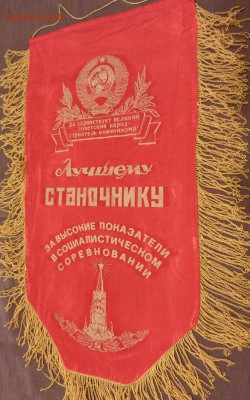 Да здравствует великий
советский народ-
строитель коммунизма!
Лучшему
станочнику
за высокие показатели
в социалистическом
соревновании